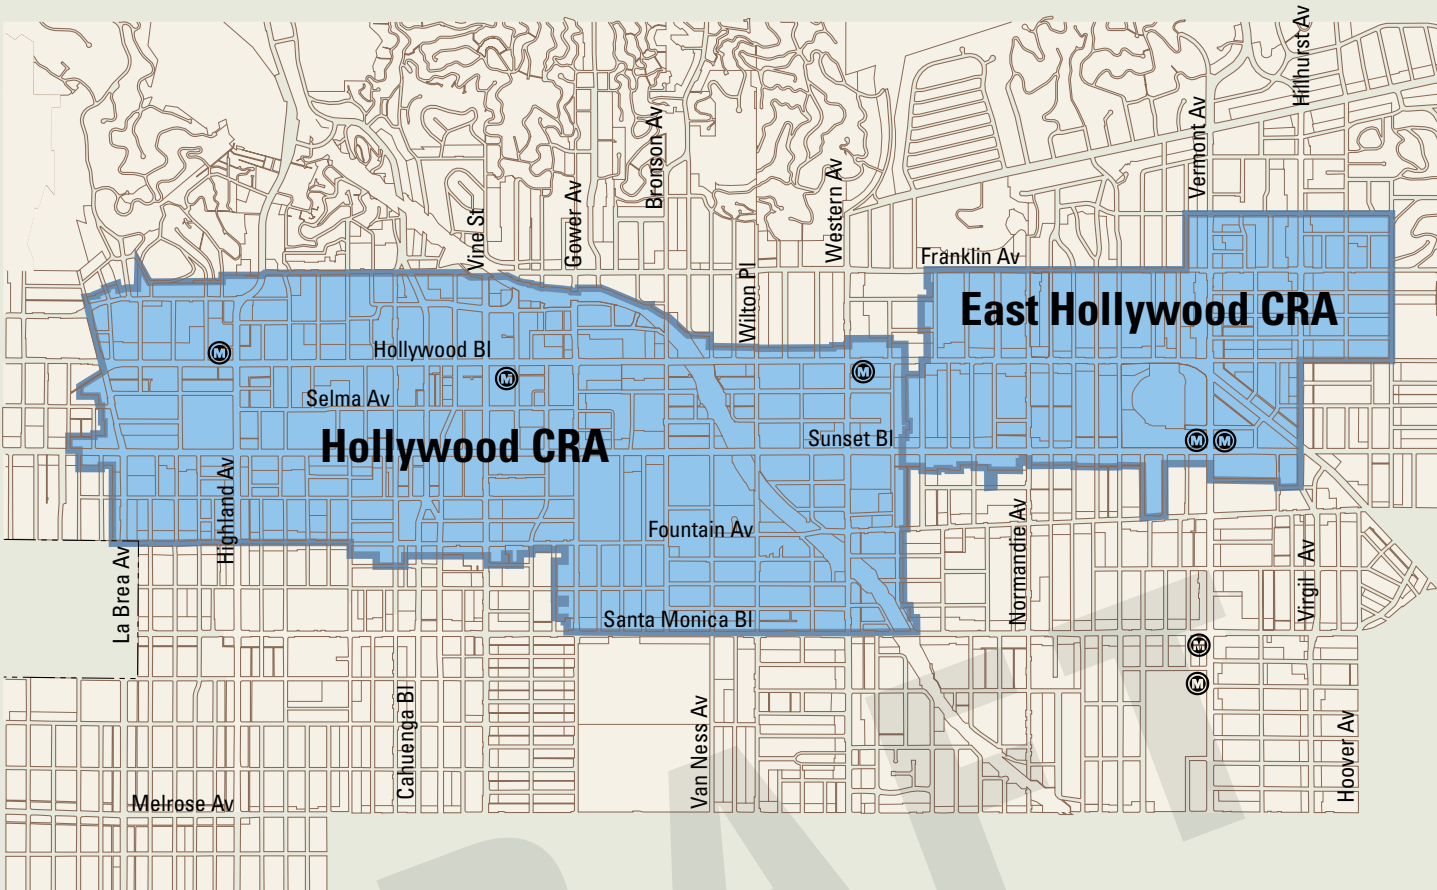 Hillhurst Av
Vermont Av
Bronson Av
Western Av
Gower Av
Vine St
Franklin Av
Wilton Pl
East Hollywood CRA
Hollywood Bl
M
M
M
Selma Av
Hollywood CRA
Sunset Bl
M
M
Highland Av
Fountain Av
Normandie Av
La Brea Av
Virgil Av
Santa Monica Bl
M
M
Cahuenga Bl
Van Ness Av
Hoover Av
Melrose Av
DRAFT